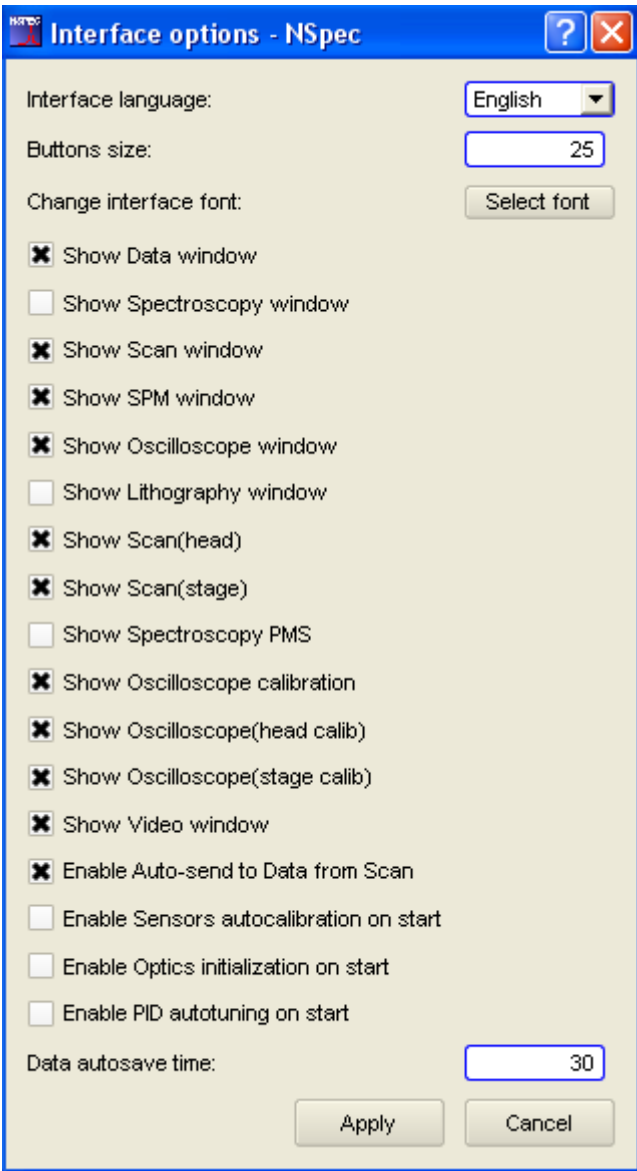 NSPEC
Interface options - NSpec
Interface language: English
Buttons size: 25
Change interface font: Select font
Show Data window
Show Spectroscopy window
Show Scan window
Show SPM window
Show Oscilloscope window
Show Lithography window
Show Scan(head)
Show Scan(stage)
Show Spectroscopy PMS
Show Oscilloscope calibration
Show Oscilloscope(head calib)
Show Oscilloscope(stage calib)
Show Video window
Enable Auto-send to Data from Scan
Enable Sensors autocalibration on start
Enable Optics initialization on start
Enable PID autotuning on start
Data autosave time: 30
Apply Cancel